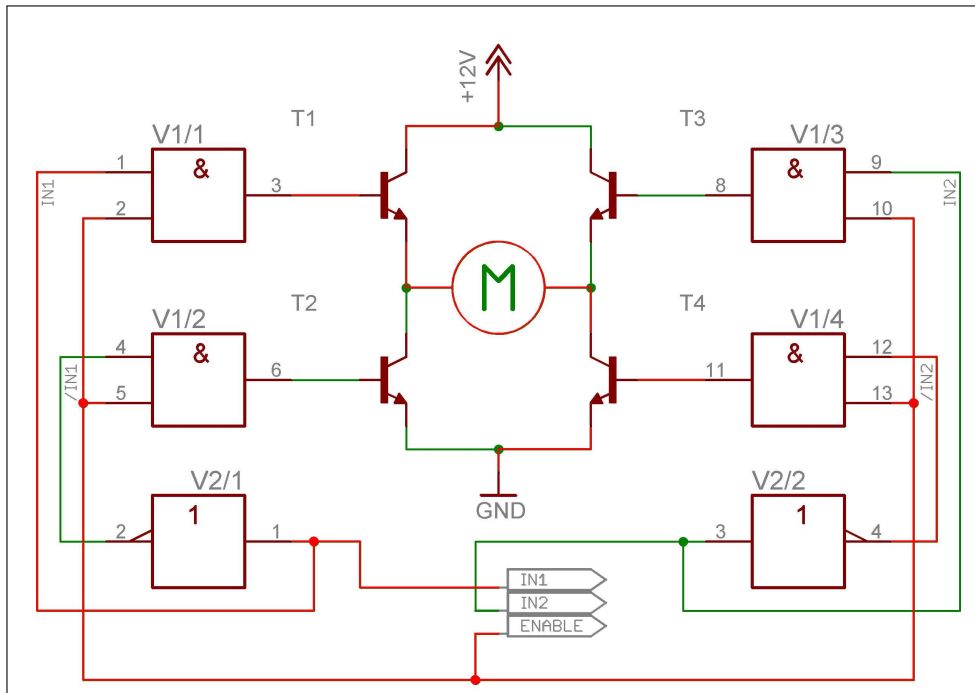 +12V
T1
T3
V1/1
V1/3
1
&
3
8
&
9
IN1
2
10
IN2
M
T2
T4
V1/2
V1/4
4
&
6
11
&
12
/IN1
5
13
/IN2
V2/1
V2/2
GND
2
1
1
3
1
4
IN1
IN2
ENABLE